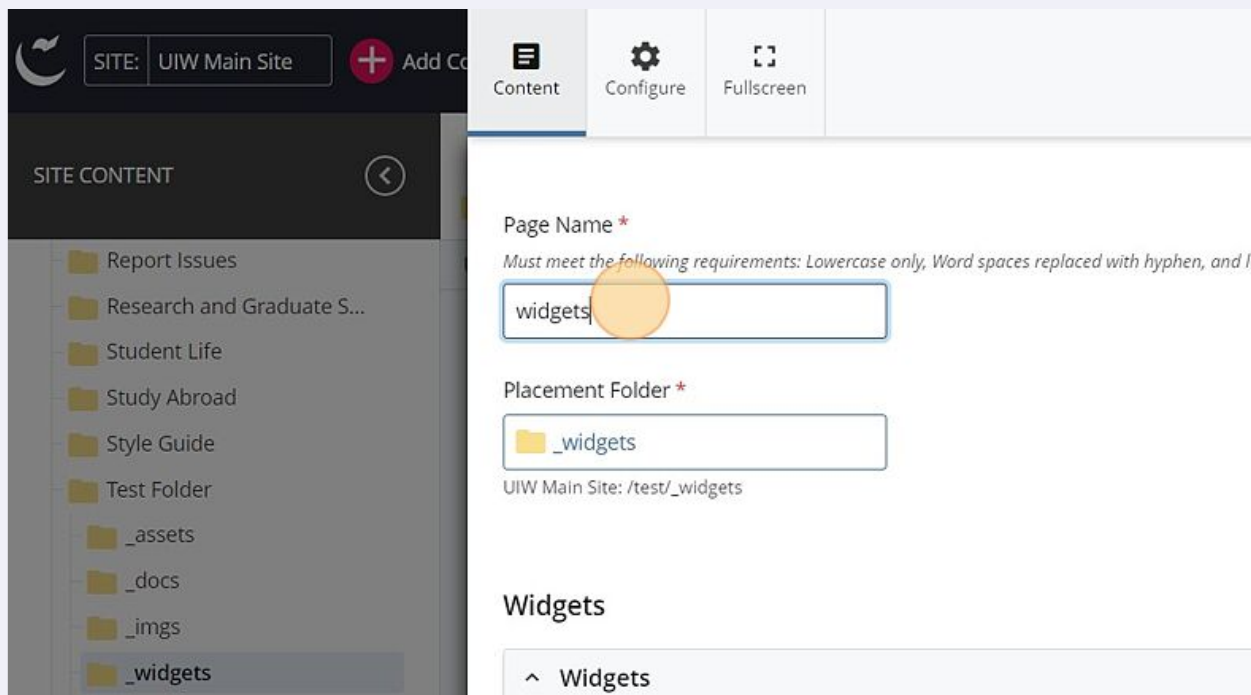 SITE: UIW Main Site
Add Co
Content
Configure
Fullscreen
SITE CONTENT
Report Issues
Research and Graduate S...
Student Life
Study Abroad
Style Guide
Test Folder
_assets
_docs
_imgs
_widgets
Page Name *
Must meet the following requirements: Lowercase only, Word spaces replaced with hyphen, and
widgets
Placement Folder *
_widgets
UIW Main Site: /test/_widgets
Widgets
Widgets